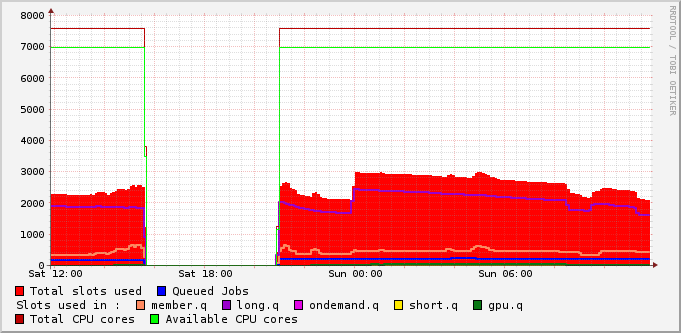 8000
7000
6000
5000
4000
3000
2000
1000
0
Sat 12:00 Sat 18:00 Sun 00:00 Sun 06:00
Total slots used Queued Jobs
Slots used in : member.q long.q ondemand.q short.q gpu.q
Total CPU cores Available CPU cores
RRDTOOL / TOBI OETIKER